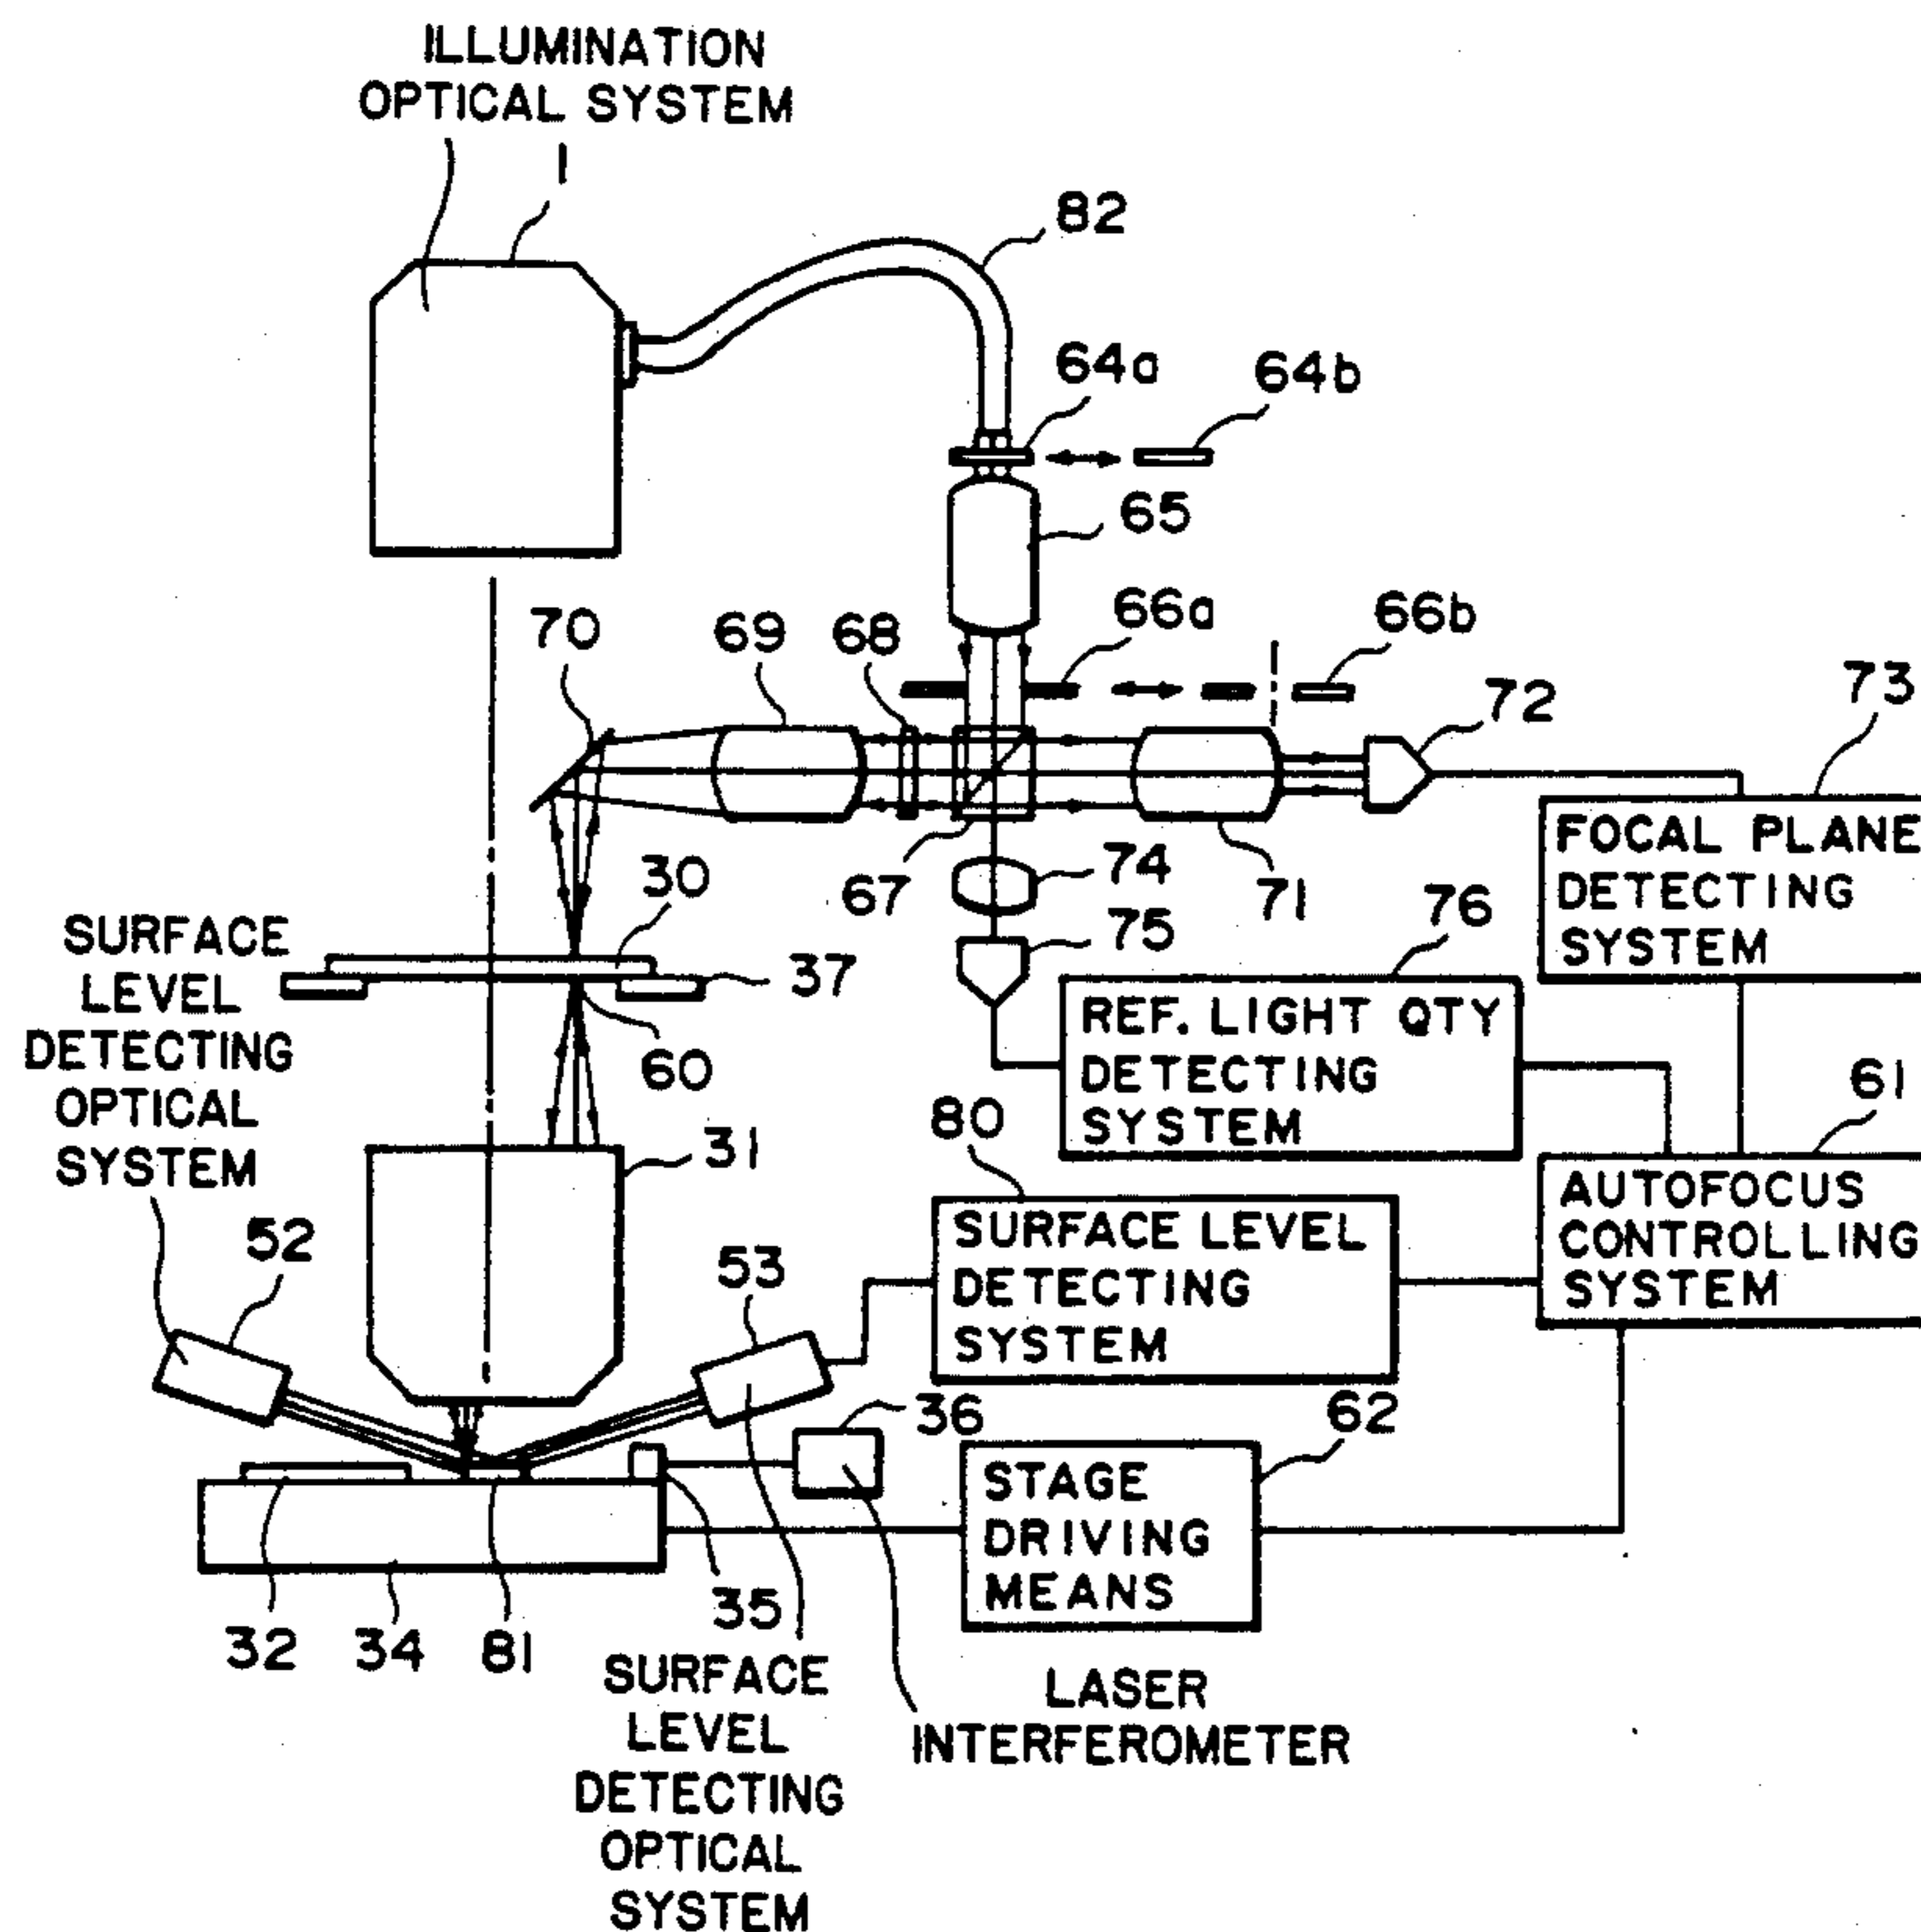 ILLUMINATION
OPTICAL SYSTEM
1
82
64a
64b
65
66a
66b
70
69
68
72
73
FOCAL PLANE
DETECTING
SYSTEM
67
74
71
75
76
30
SURFACE
LEVEL
DETECTING
OPTICAL
SYSTEM
37
REF. LIGHT QTY
DETECTING
SYSTEM
60
61
80
31
AUTOFOCUS
CONTROLLING
SYSTEM
SURFACE LEVEL
DETECTING
SYSTEM
52
53
36
62
STAGE
DRIVING
MEANS
32
34
81
35
SURFACE
LEVEL
DETECTING
OPTICAL
SYSTEM
LASER
INTERFEROMETER